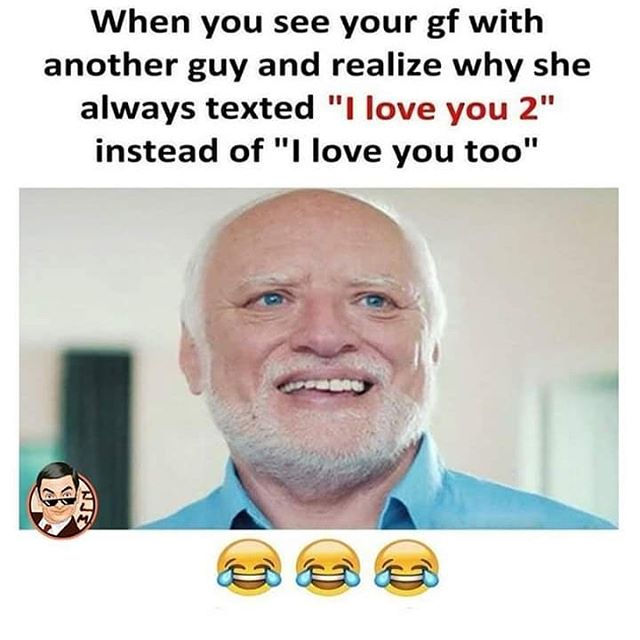 When you see your gf with
another guy and realize why she
always texted "I love you 2"
instead of "I love you too"